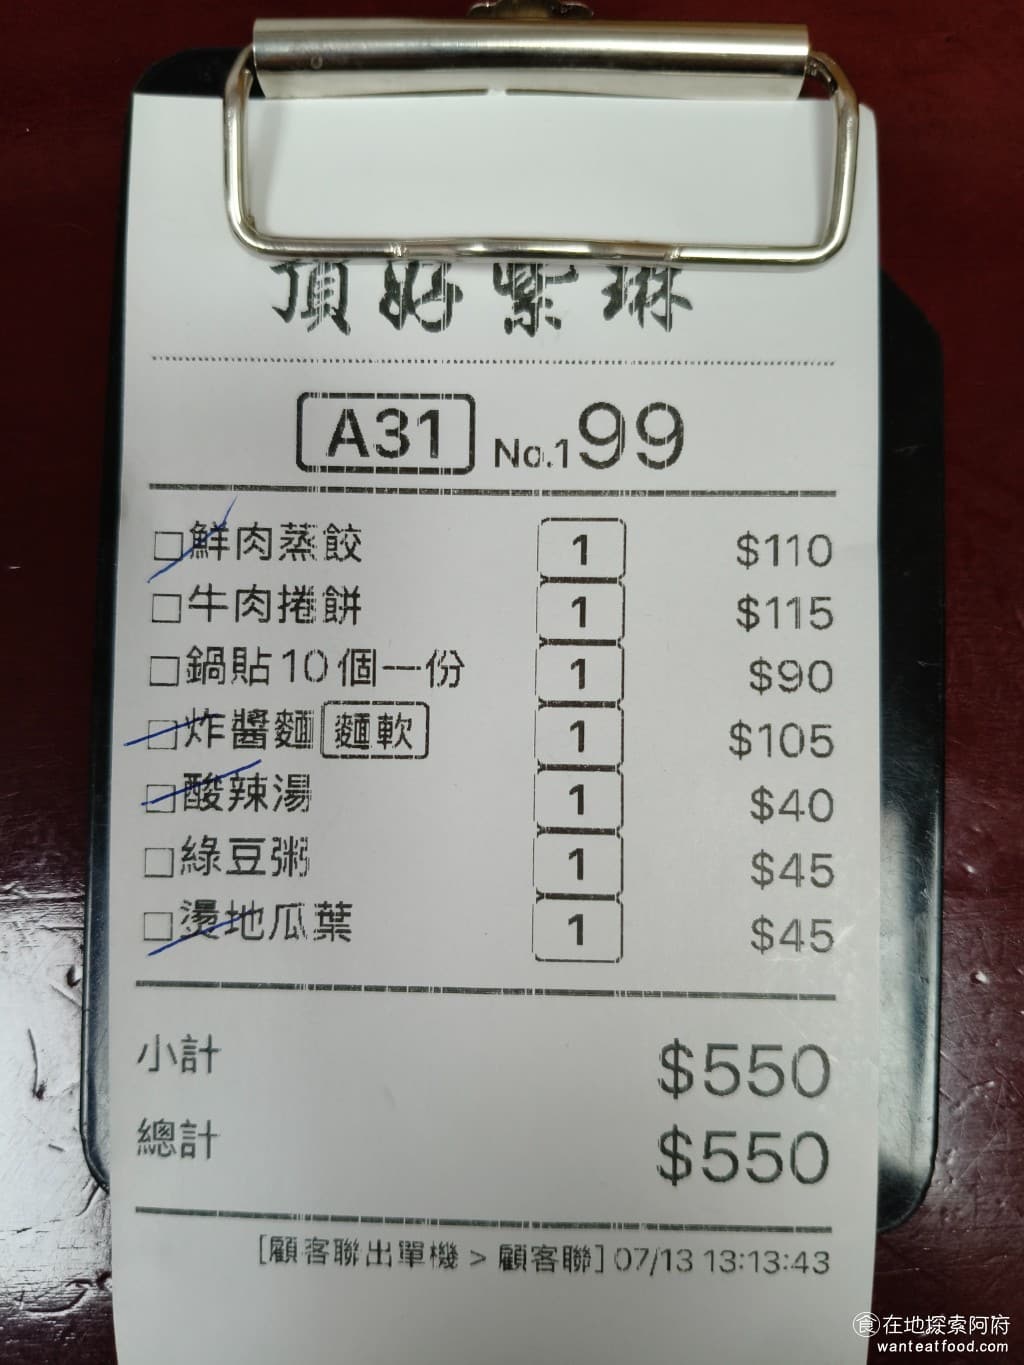 頂好紫琳
A31 No.199
□鮮肉蒸餃 1 $110
□牛肉捲餅 1 $115
□鍋貼10個一份 1 $90
□炸醬麵 麵軟 1 $105
□酸辣湯 1 $40
□綠豆粥 1 $45
□燙地瓜葉 1 $45
小計 $550
總計 $550
[顧客聯出單機 > 顧客聯] 07/13 13:13:43
食在地探索阿府
wanteatfood.com